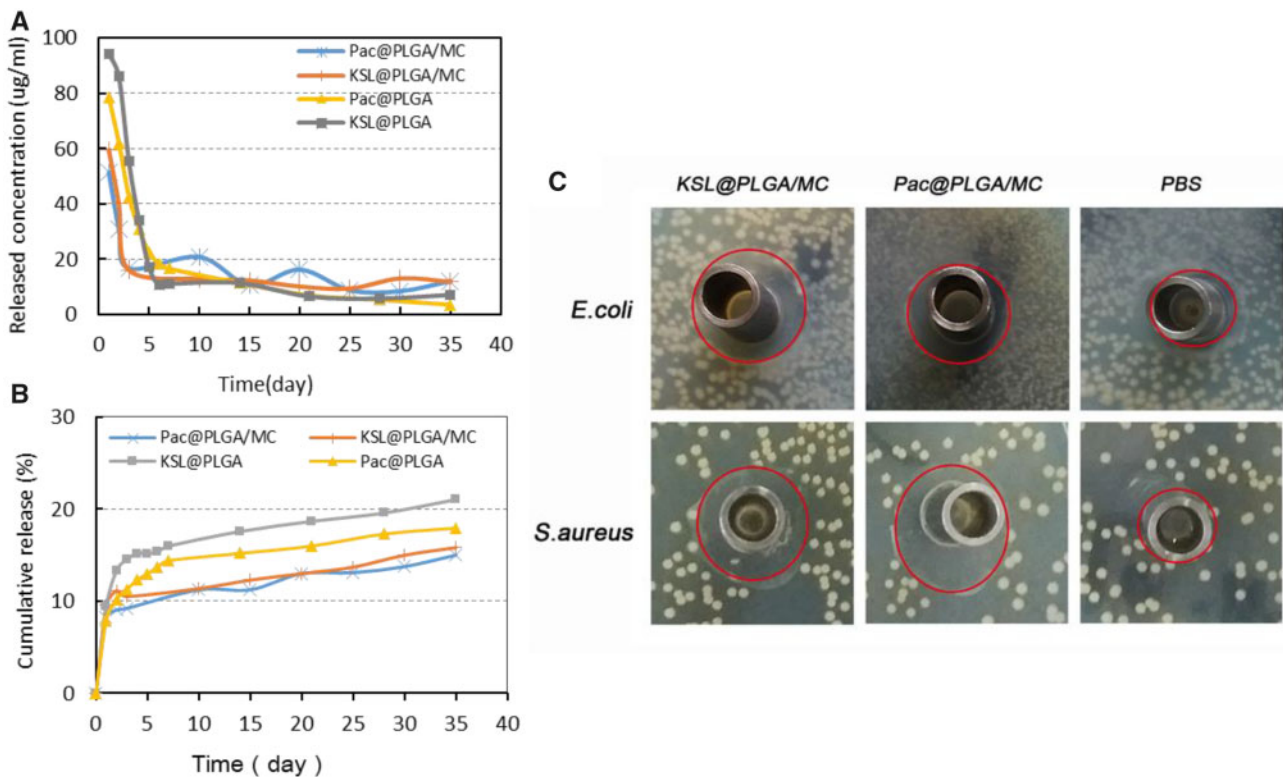 A
Released concentration (ug/ml)
100
80
60
40
20
0
Pac@PLGA/MC
KSL@PLGA/MC
Pac@PLGA
KSL@PLGA
0 5 10 15 20 25 30 35 40
Time(day)
B
Cumulative release (%)
30
20
10
0
Pac@PLGA/MC KSL@PLGA/MC
KSL@PLGA Pac@PLGA
0 5 10 15 20 25 30 35 40
Time ( day )
C
KSL@PLGA/MC Pac@PLGA/MC PBS
E.coli
S.aureus